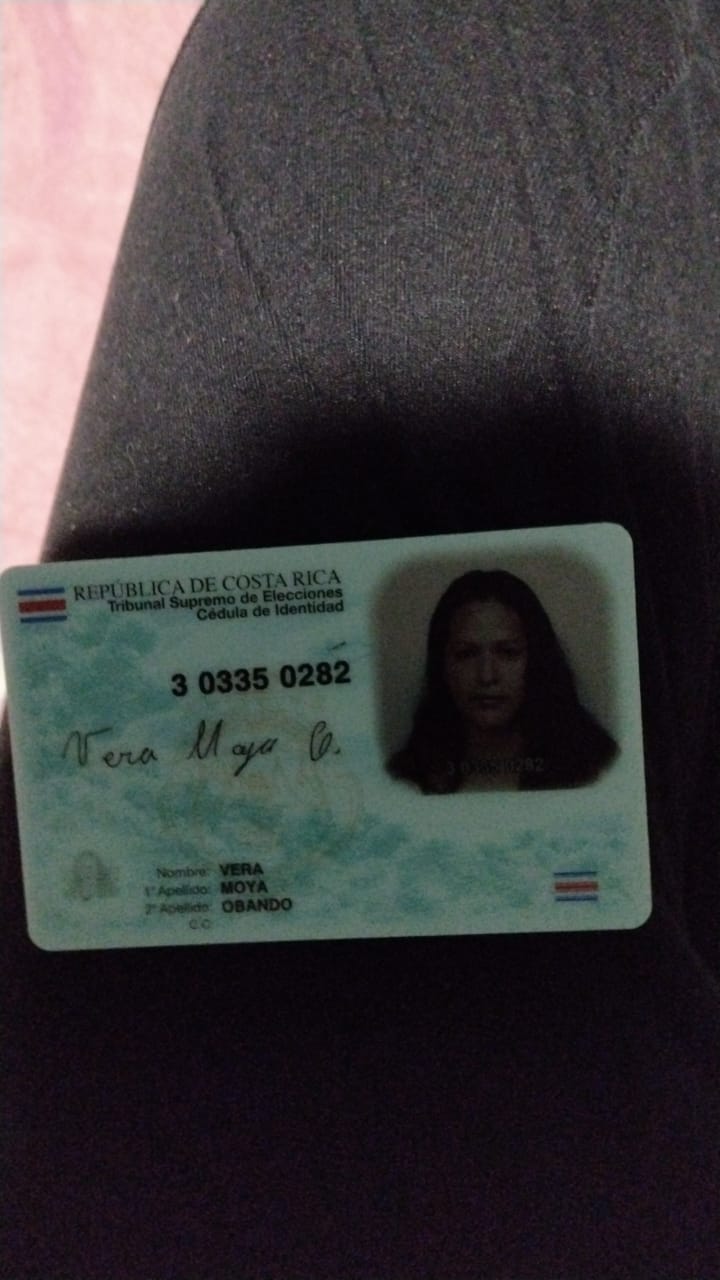 REPÚBLICA DE COSTA RICA
Tribunal Supremo de Elecciones
Cédula de Identidad
3 0335 0282
Vera Moya O.
3 0335 0282
Nombre: VERA
1° Apellido: MOYA
2° Apellido: OBANDO
C.C: